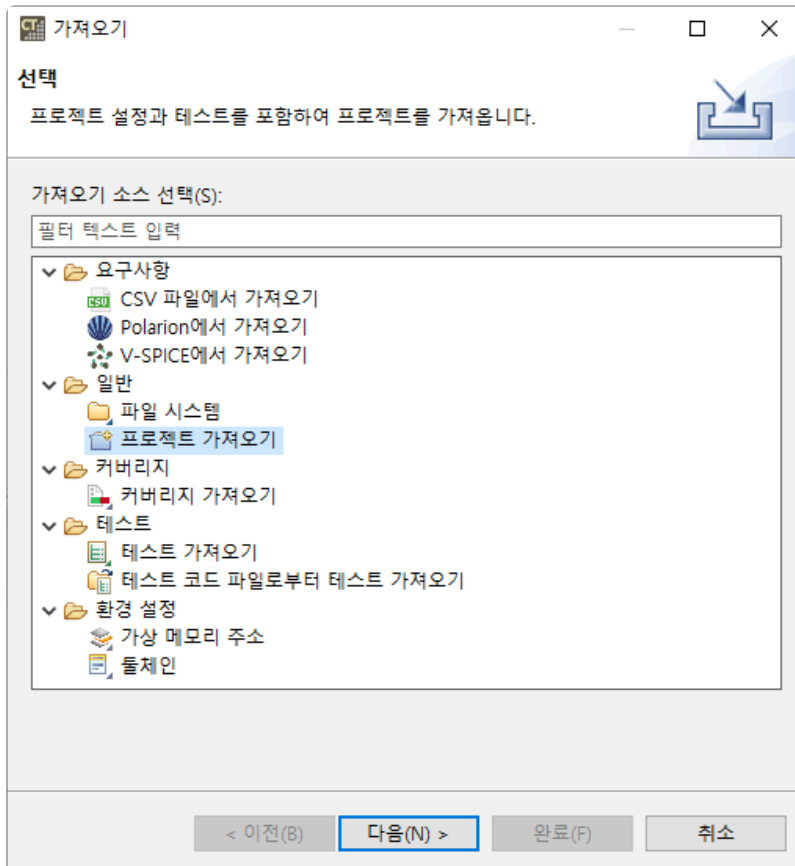 CT 가져오기
선택
프로젝트 설정과 테스트를 포함하여 프로젝트를 가져옵니다.
가져오기 소스 선택(S):
필터 텍스트 입력
요구사항
CSV CSV 파일에서 가져오기
Polarion에서 가져오기
V-SPICE에서 가져오기
일반
파일 시스템
프로젝트 가져오기
커버리지
커버리지 가져오기
테스트
테스트 가져오기
테스트 코드 파일로부터 테스트 가져오기
환경 설정
가상 메모리 주소
툴체인
< 이전(B) 다음(N) > 완료(F) 취소